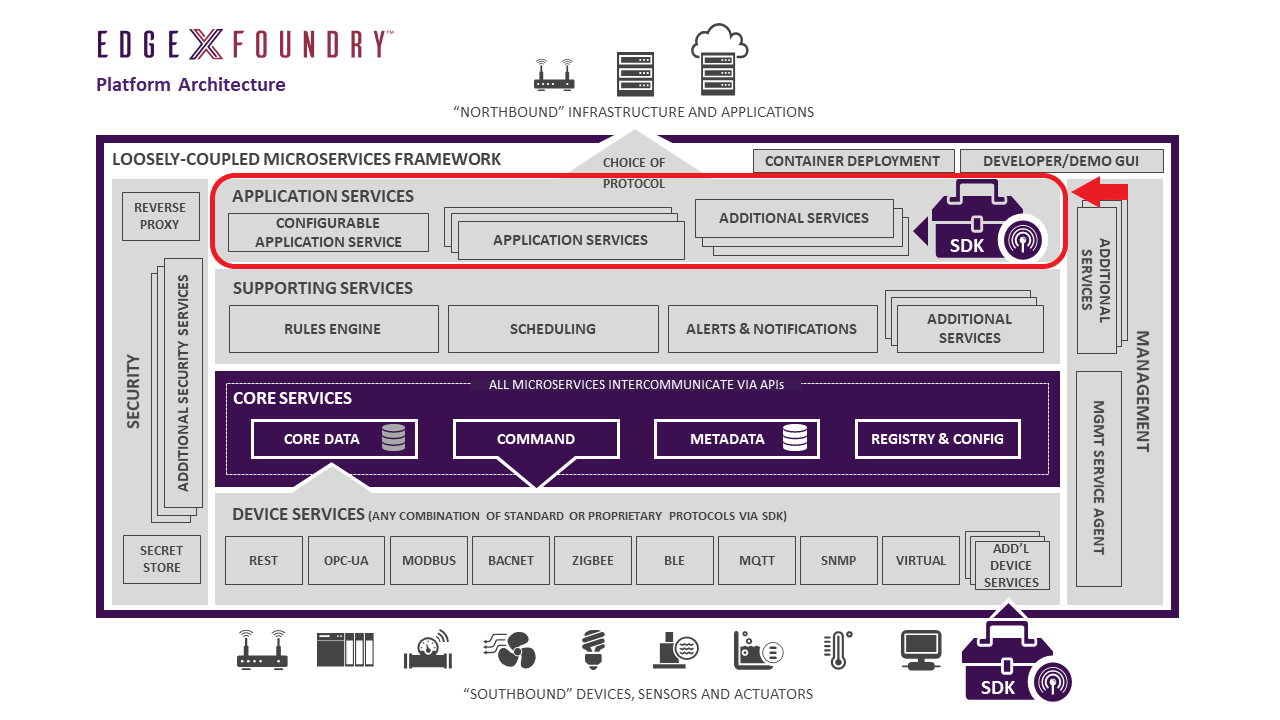 EDGE X FOUNDRY™
Platform Architecture
“NORTHBOUND” INFRASTRUCTURE AND APPLICATIONS
LOOSELY-COUPLED MICROSERVICES FRAMEWORK
CHOICE OF
PROTOCOL
CONTAINER DEPLOYMENT
DEVELOPER/DEMO GUI
REVERSE
PROXY
SECURITY
ADDITIONAL SECURITY SERVICES
SECRET
STORE
APPLICATION SERVICES
CONFIGURABLE
APPLICATION SERVICE
APPLICATION SERVICES
ADDITIONAL SERVICES
SDK
SUPPORTING SERVICES
RULES ENGINE
SCHEDULING
ALERTS & NOTIFICATIONS
ADDITIONAL
SERVICES
ALL MICROSERVICES INTERCOMMUNICATE VIA APIs
CORE SERVICES
CORE DATA
COMMAND
METADATA
REGISTRY & CONFIG
DEVICE SERVICES (ANY COMBINATION OF STANDARD OR PROPRIETARY PROTOCOLS VIA SDK)
REST
OPC-UA
MODBUS
BACNET
ZIGBEE
BLE
MQTT
SNMP
VIRTUAL
ADD'L
DEVICE
SERVICES
ADDITIONAL
SERVICES
MANAGEMENT
MGMT SERVICE AGENT
SDK
“SOUTHBOUND” DEVICES, SENSORS AND ACTUATORS